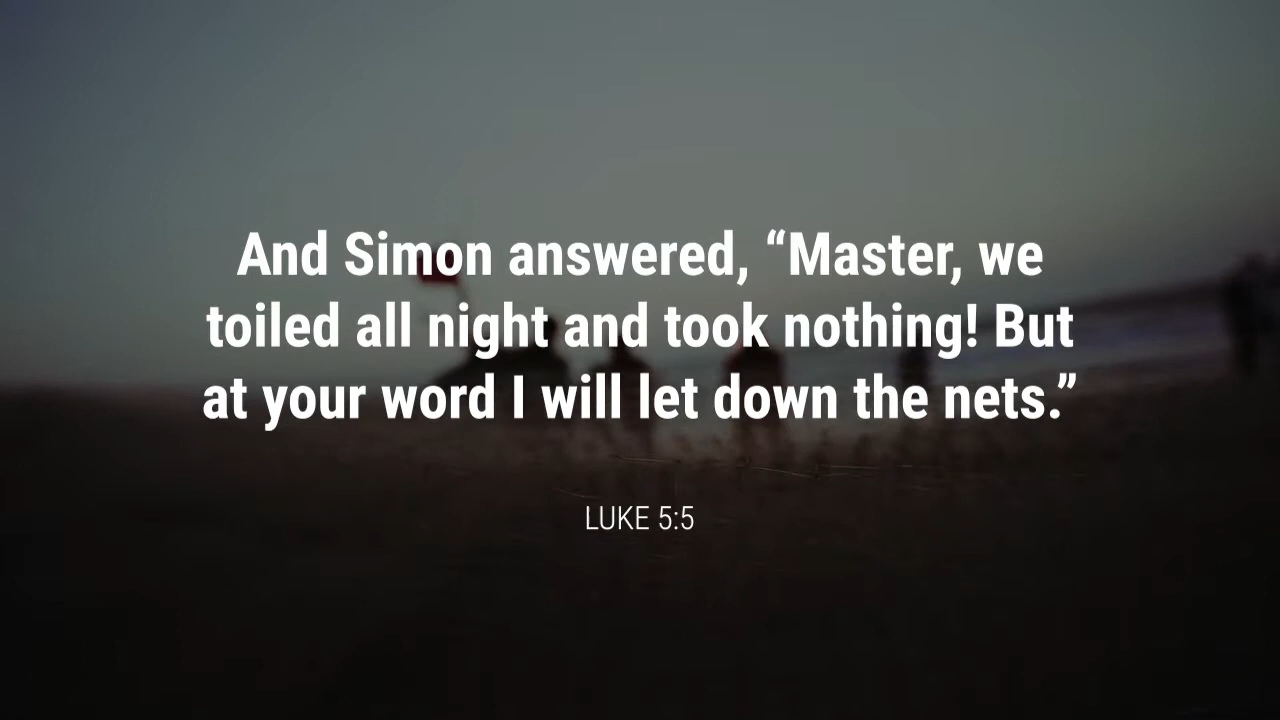 And Simon answered, “Master, we
toiled all night and took nothing! But
at your word I will let down the nets.”
LUKE 5:5